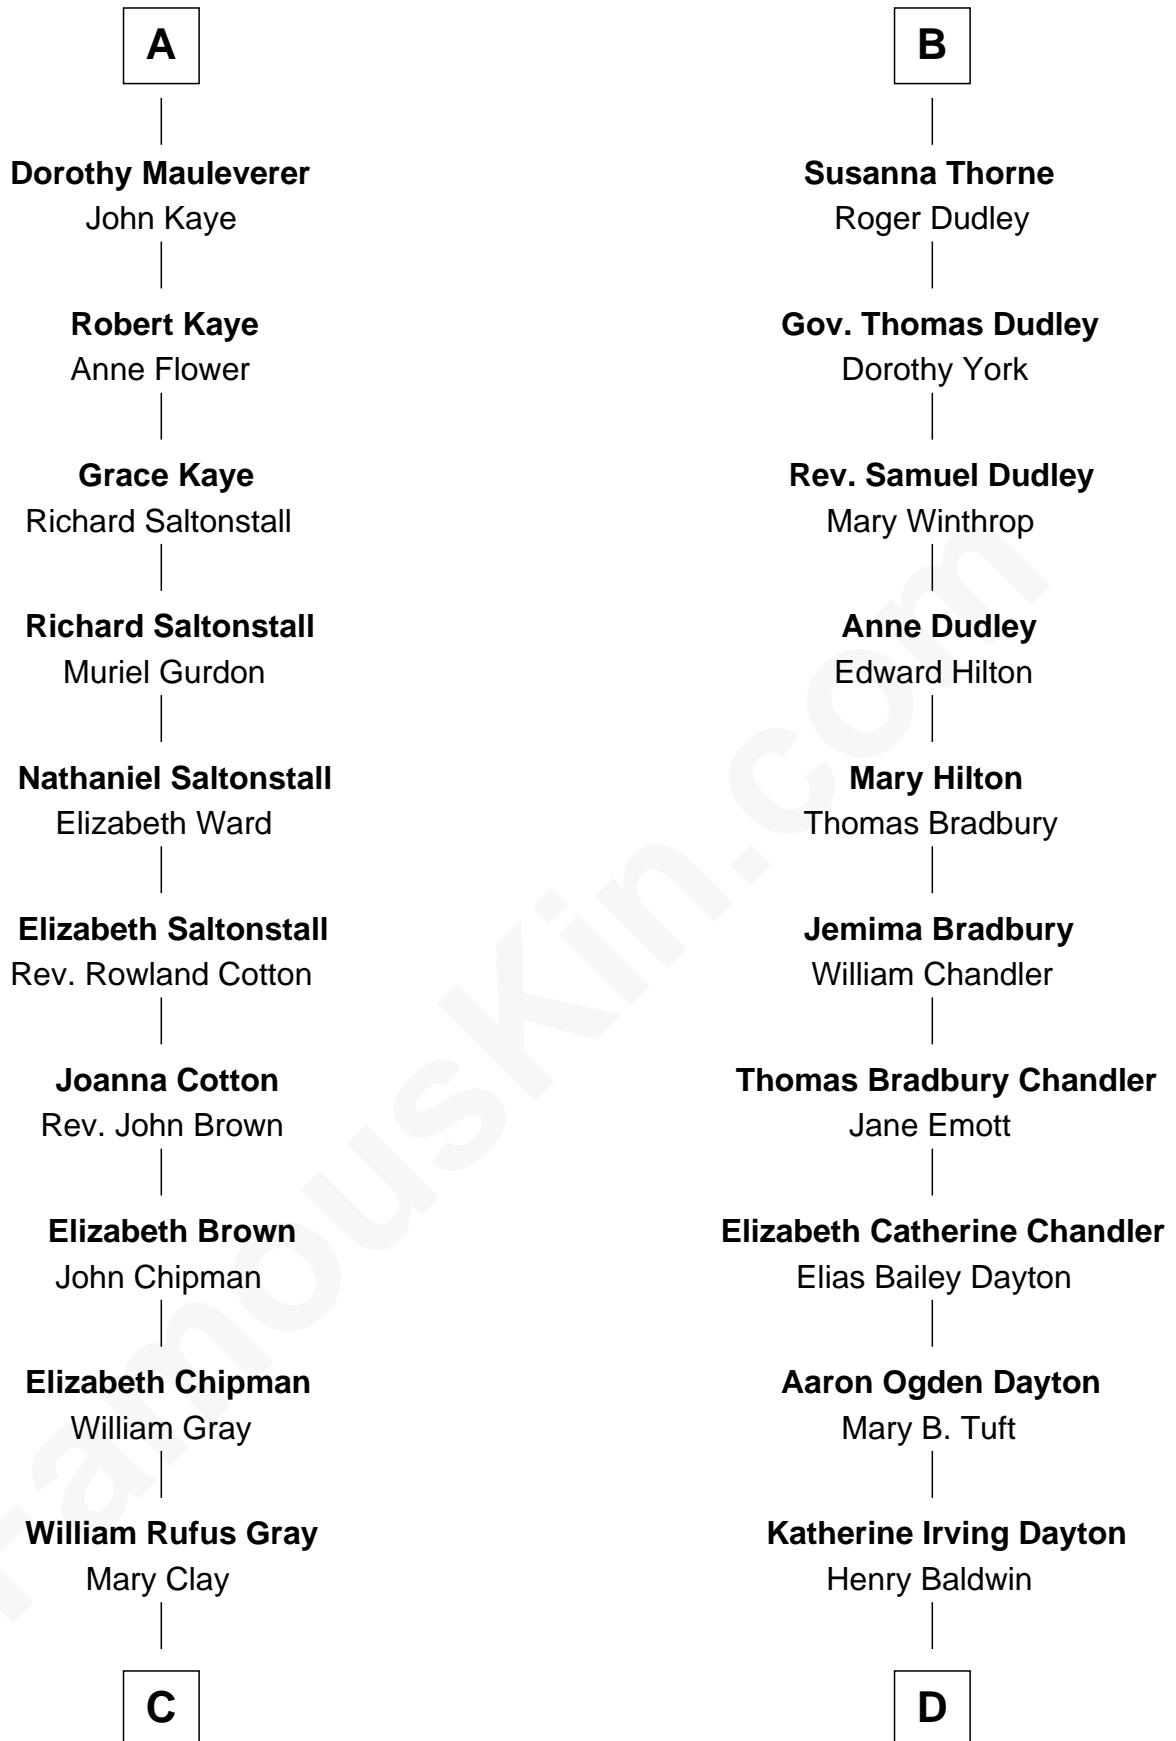 A
Dorothy Mauleverer
John Kaye
Robert Kaye
Anne Flower
Grace Kaye
Richard Saltonstall
Richard Saltonstall
Muriel Gurdon
Nathaniel Saltonstall
Elizabeth Ward
Elizabeth Saltonstall
Rev. Rowland Cotton
Joanna Cotton
Rev. John Brown
Elizabeth Brown
John Chipman
Elizabeth Chipman
William Gray
William Rufus Gray
Mary Clay
C
B
Susanna Thorne
Roger Dudley
Gov. Thomas Dudley
Dorothy York
Rev. Samuel Dudley
Mary Winthrop
Anne Dudley
Edward Hilton
Mary Hilton
Thomas Bradbury
Jemima Bradbury
William Chandler
Thomas Bradbury Chandler
Jane Emott
Elizabeth Catherine Chandler
Elias Bailey Dayton
Aaron Ogden Dayton
Mary B. Tuft
Katherine Irving Dayton
Henry Baldwin
D
FamousKin.com